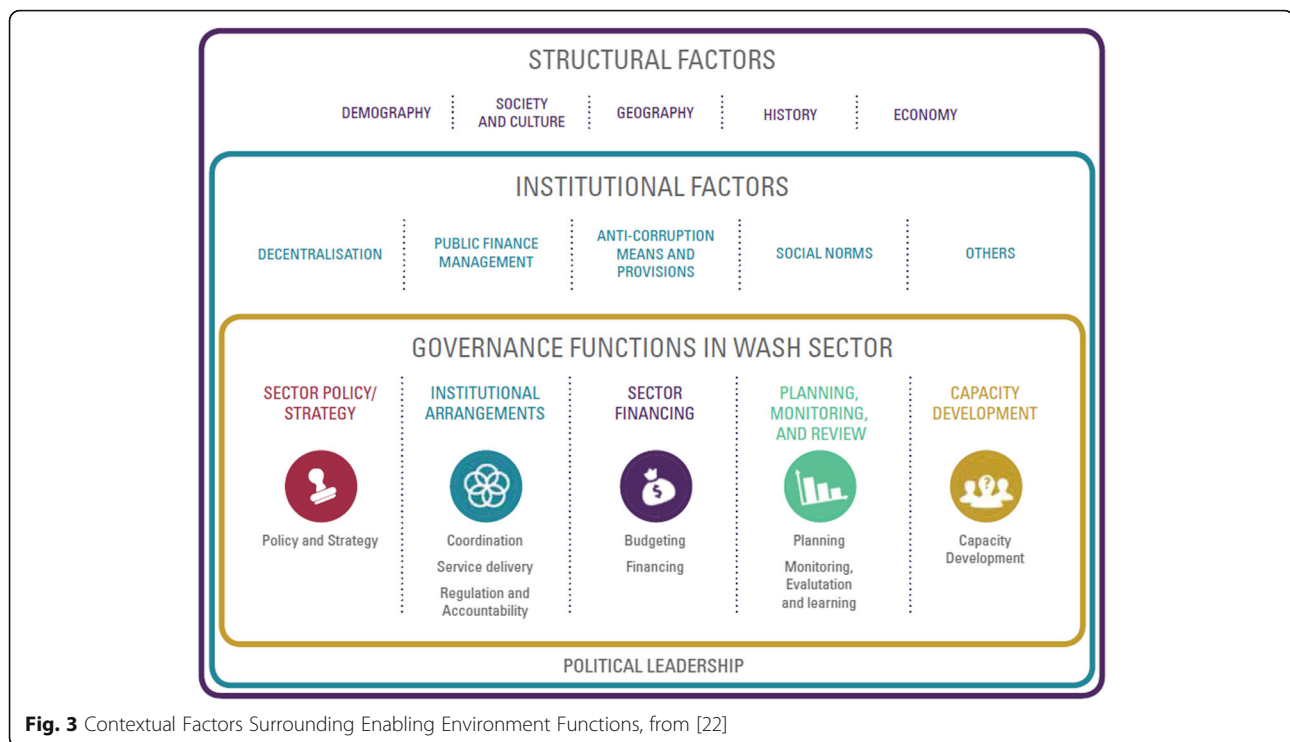 STRUCTURAL FACTORS
DEMOGRAPHY
SOCIETY
AND CULTURE
GEOGRAPHY
HISTORY
ECONOMY
INSTITUTIONAL FACTORS
DECENTRALISATION
PUBLIC FINANCE
MANAGEMENT
ANTI-CORRUPTION
MEANS AND
PROVISIONS
SOCIAL NORMS
OTHERS
GOVERNANCE FUNCTIONS IN WASH SECTOR
SECTOR POLICY/
STRATEGY
INSTITUTIONAL
ARRANGEMENTS
SECTOR
FINANCING
PLANNING,
MONITORING,
AND REVIEW
CAPACITY
DEVELOPMENT
$
?
Policy and Strategy
Coordination
Service delivery
Regulation and
Accountability
Budgeting
Financing
Planning
Monitoring,
Evalutation
and learning
Capacity
Development
POLITICAL LEADERSHIP
Fig. 3 Contextual Factors Surrounding Enabling Environment Functions, from [22]